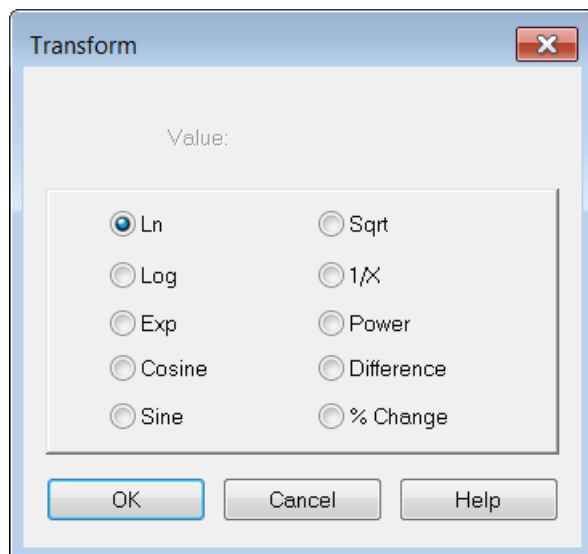 Transform
Value:
Ln Sqrt
Log 1/X
Exp Power
Cosine Difference
Sine % Change
OK Cancel Help